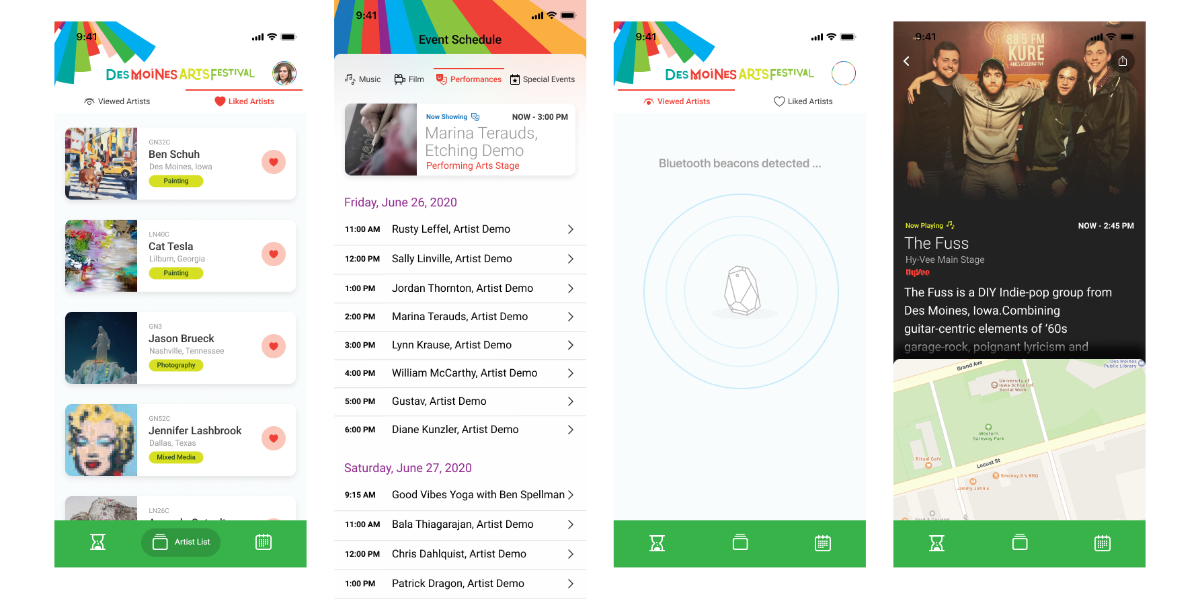 9:41
DES MOINES ARTS FESTIVAL
Viewed Artists
Liked Artists
GN32C
Ben Schuh
Des Moines, Iowa
Painting
LN40C
Cat Tesla
Lilburn, Georgia
Painting
GN3
Jason Brueck
Nashville, Tennessee
Photography
GN52C
Jennifer Lashbrook
Dallas, Texas
Mixed Media
LN26C
Artist List
9:41
Event Schedule
Music
Film
Performances
Special Events
Now Showing
NOW - 3:00 PM
Marina Terauds,
Etching Demo
Performing Arts Stage
Friday, June 26, 2020
11:00 AM Rusty Leffel, Artist Demo
12:00 PM Sally Linville, Artist Demo
1:00 PM Jordan Thornton, Artist Demo
2:00 PM Marina Terauds, Artist Demo
3:00 PM Lynn Krause, Artist Demo
4:00 PM William McCarthy, Artist Demo
5:00 PM Gustav, Artist Demo
6:00 PM Diane Kunzler, Artist Demo
Saturday, June 27, 2020
9:15 AM Good Vibes Yoga with Ben Spellman
11:00 AM Bala Thiagarajan, Artist Demo
12:00 PM Chris Dahlquist, Artist Demo
1:00 PM Patrick Dragon, Artist Demo
9:41
DES MOINES ARTS FESTIVAL
Viewed Artists
Liked Artists
Bluetooth beacons detected ...
9:41
88.5 FM
KURE
Now Playing
NOW - 2:45 PM
The Fuss
Hy-Vee Main Stage
HyVee
The Fuss is a DIY Indie-pop group from
Des Moines, Iowa.Combining
guitar-centric elements of ‘60s
garage-rock, poignant lyricism and
Des Moines
Public Library
Grand Ave
University of
Iowa School of
Social Work
Western
Gateway Park
Ritual Cafe
Locust St
Smokey D's BBQ
Jimmy John's